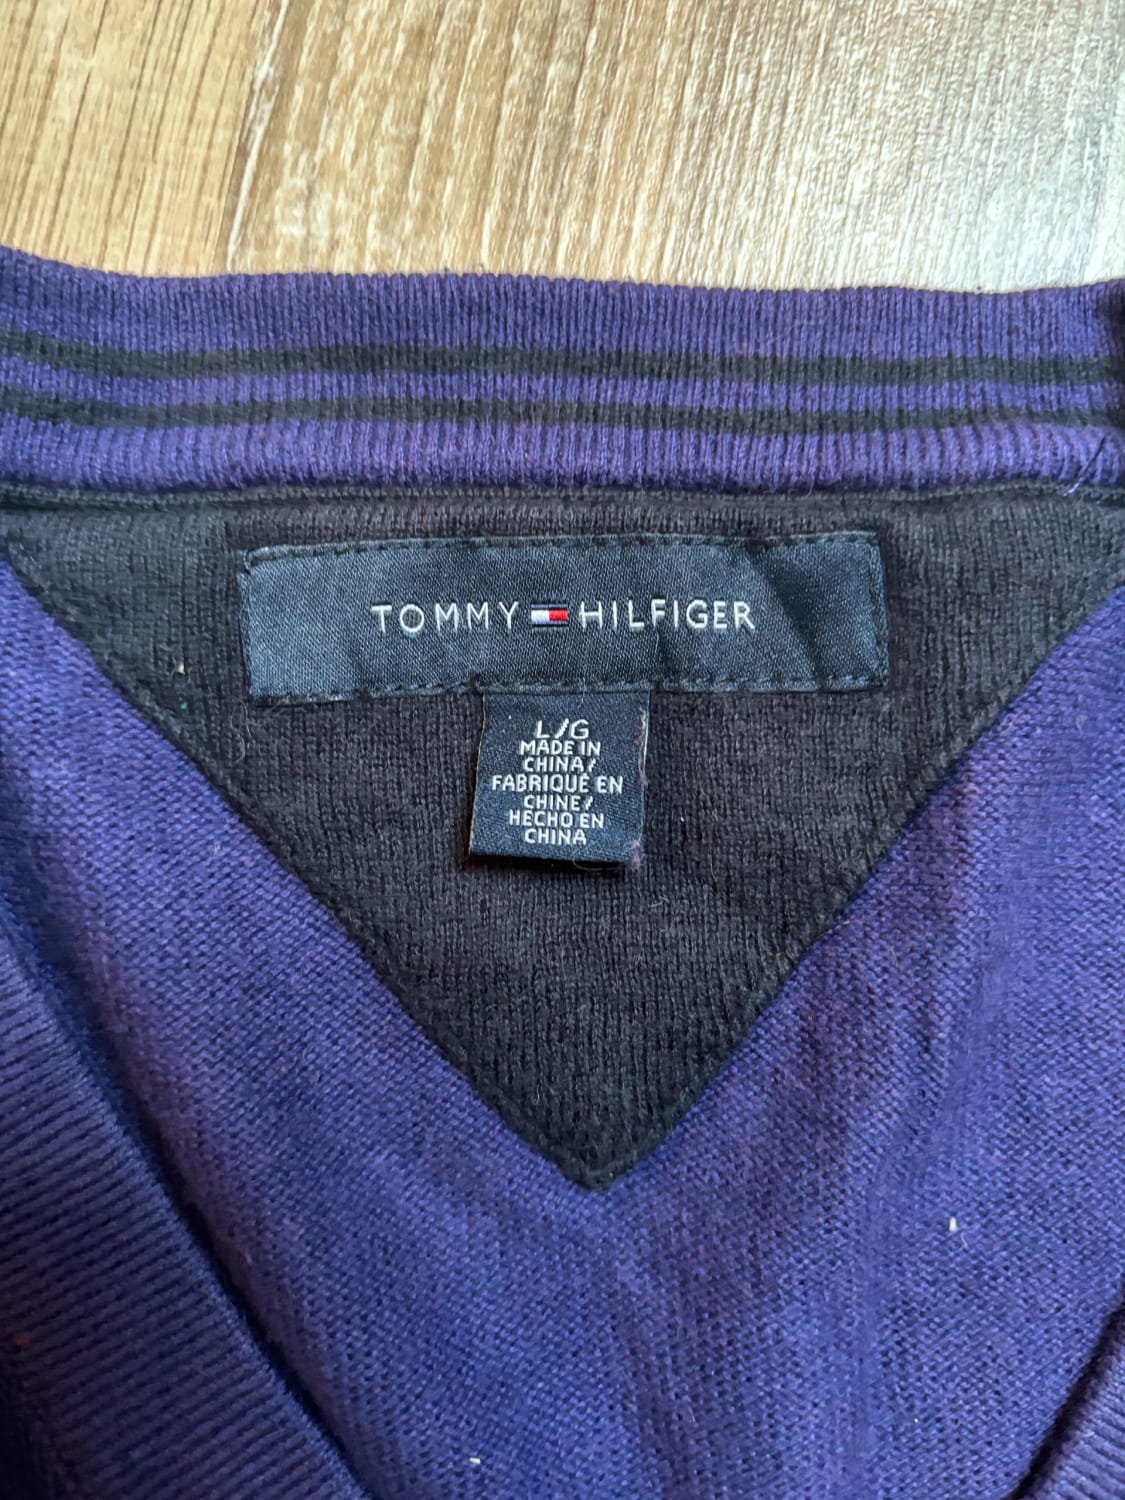 TOMMY HILFIGER
L/G
MADE IN
CHINA/
FABRIQUÉ EN
CHINE/
HECHO EN
CHINA